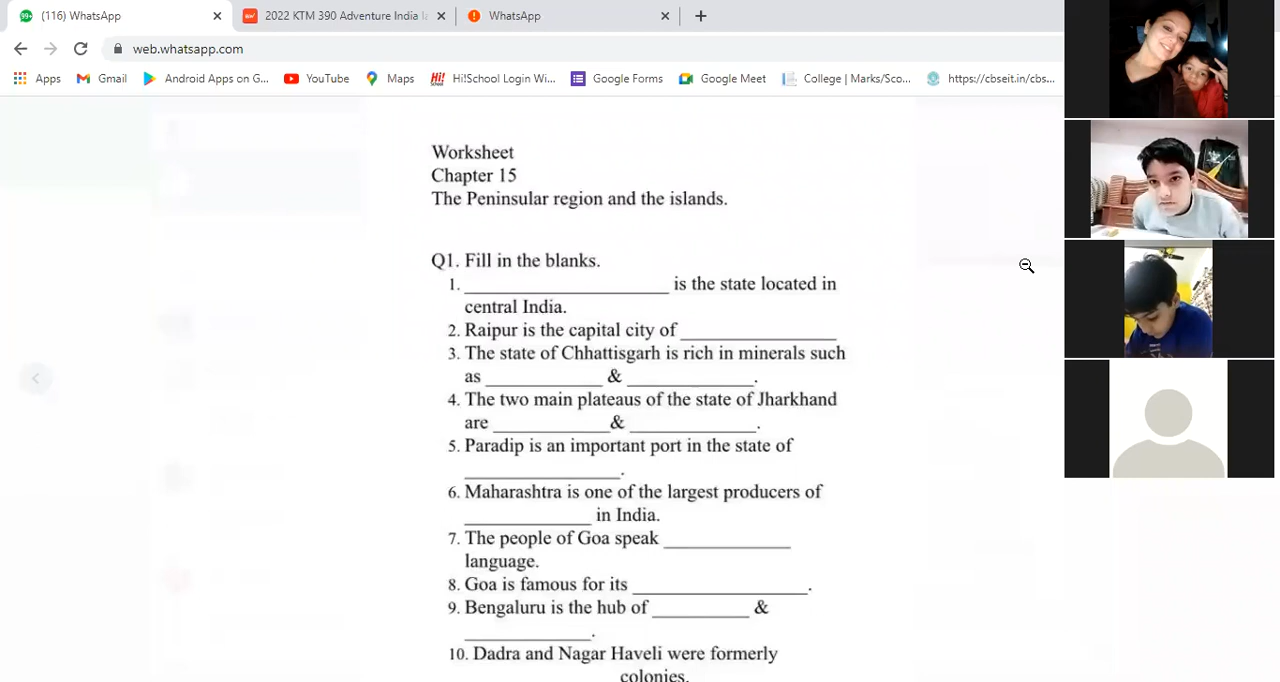 (116) WhatsApp
2022 KTM 390 Adventure India la
WhatsApp
web.whatsapp.com
Apps
Gmail
Android Apps on G...
YouTube
Maps
Hi!School Login Wi...
Google Forms
Google Meet
College | Marks/Sco...
https://cbseit.in/cbs...
Worksheet
Chapter 15
The Peninsular region and the islands.
Q1. Fill in the blanks.
1. ____________________ is the state located in
central India.
2. Raipur is the capital city of ________________
3. The state of Chhattisgarh is rich in minerals such
as ____________ & _____________.
4. The two main plateaus of the state of Jharkhand
are ____________& _____________.
5. Paradip is an important port in the state of
________________.
6. Maharashtra is one of the largest producers of
_____________ in India.
7. The people of Goa speak _____________
language.
8. Goa is famous for its __________________.
9. Bengaluru is the hub of __________ &
_____________.
10. Dadra and Nagar Haveli were formerly
colonies.